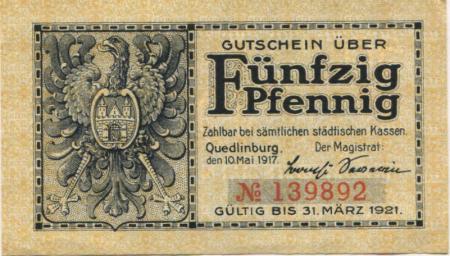 GUTSCHEIN ÜBER
Fünfzig
Pfennig
Zahlbar bei sämtlichen städtischen Kassen.
Quedlinburg, Der Magistrat:
den 10. Mai 1917.
№ 139892
GÜLTIG BIS 31. MÄRZ 1921.